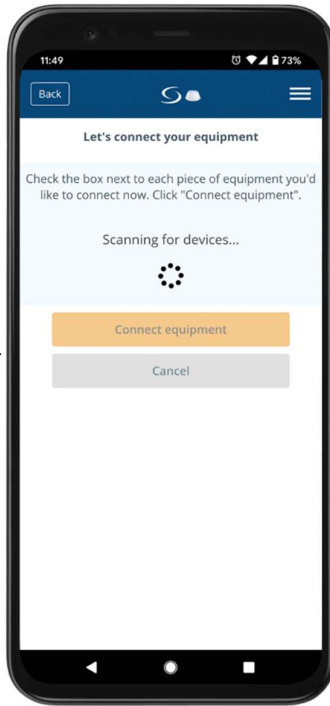 11:49
73%
Back
Let's connect your equipment
Check the box next to each piece of equipment you'd
like to connect now. Click "Connect equipment".
Scanning for devices...
Connect equipment
Cancel